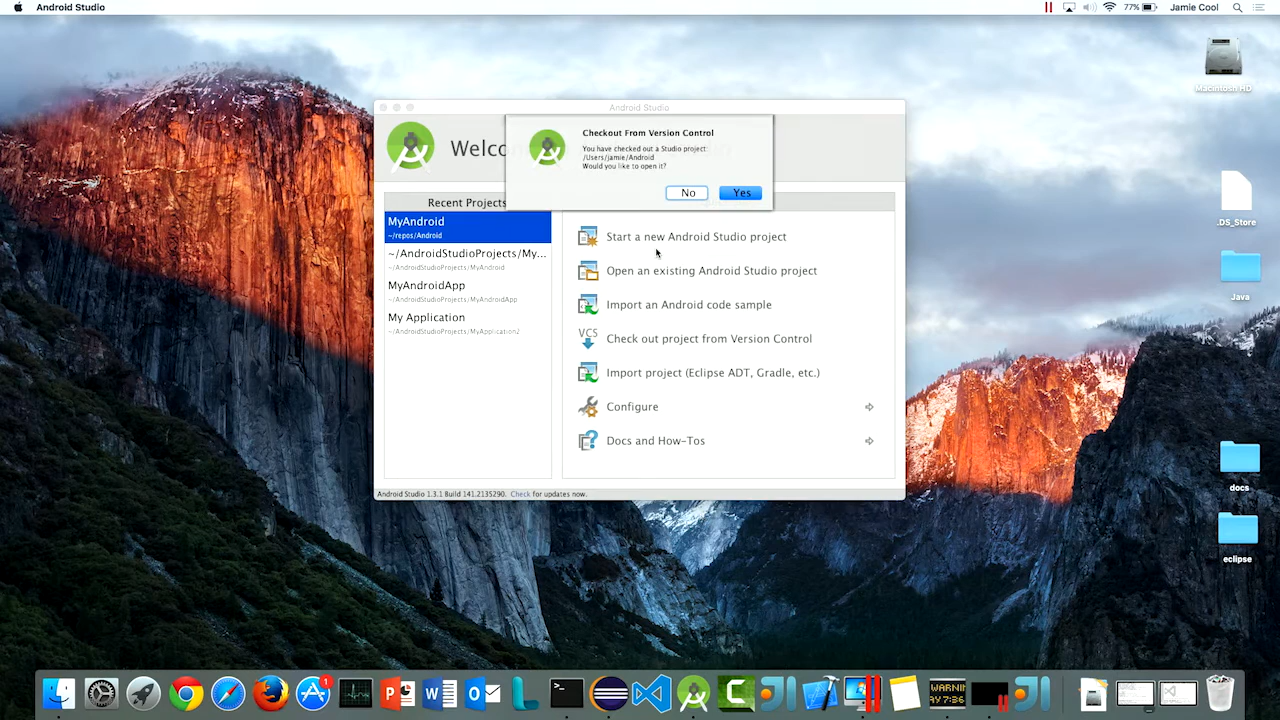 Android Studio
77%
Jamie Cool
Macintosh HD
Android Studio
Checkout From Version Control
You have checked out a Studio project:
/Users/jamie/Android
Would you like to open it?
No
Yes
Welco
Recent Projects
MyAndroid
~/repos/Android
~/AndroidStudioProjects/My...
~/AndroidStudioProjects/MyAndroid
MyAndroidApp
~/AndroidStudioProjects/MyAndroidApp
My Application
~/AndroidStudioProjects/MyApplication2
Start a new Android Studio project
Open an existing Android Studio project
Import an Android code sample
VCS
Check out project from Version Control
Import project (Eclipse ADT, Gradle, etc.)
Configure
Docs and How-Tos
Android Studio 1.3.1 Build 141.2135290. Check for updates now.
.DS_Store
Java
docs
eclipse
1
WARNIN
AY 7:36